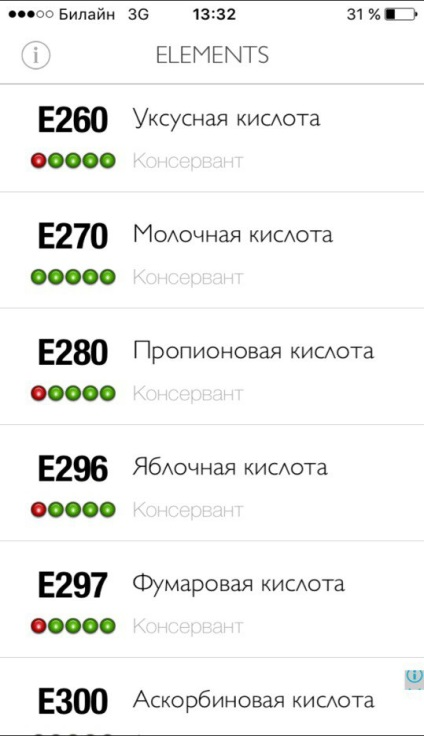 Билайн 3G 13:32 31 %
ELEMENTS
E260 Уксусная кислота
Консервант
E270 Молочная кислота
Консервант
E280 Пропионовая кислота
Консервант
E296 Яблочная кислота
Консервант
E297 Фумаровая кислота
Консервант
E300 Аскорбиновая кислота